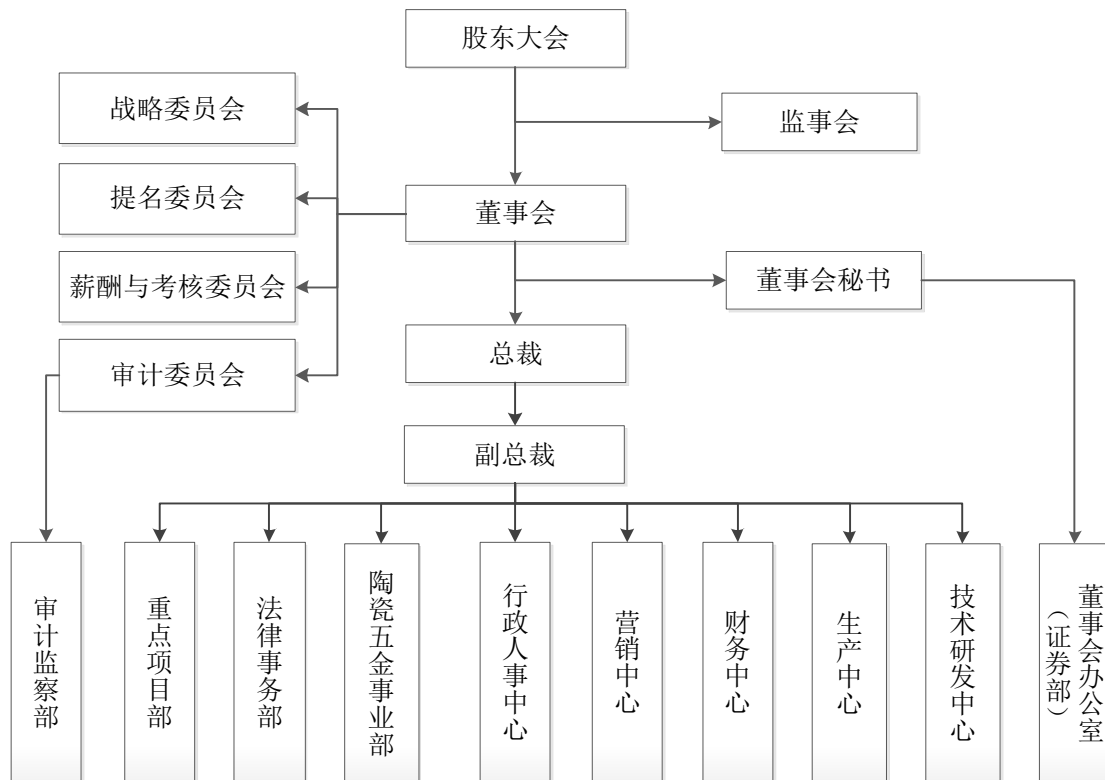 股东大会
战略委员会
监事会
提名委员会
董事会
薪酬与考核委员会
董事会秘书
总裁
审计委员会
副总裁
审计监察部
重点项目部
法律事务部
陶瓷五金事业部
行政人事中心
营销中心
财务中心
生产中心
技术研发中心
董事会办公室
（证券部）